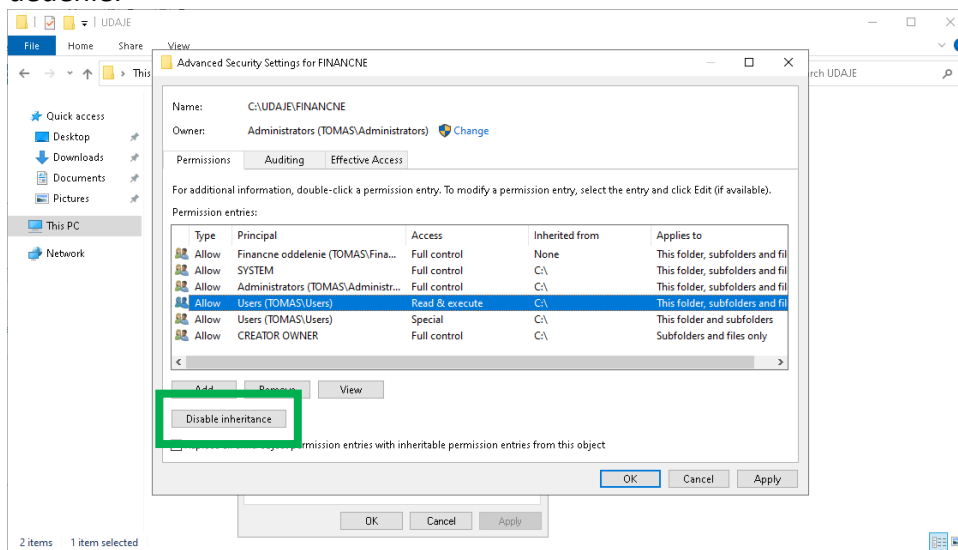 UDAJE
File Home Share View
Advanced Security Settings for FINANCNE
This
rch UDAJE
Name: C:\UDAJE\FINANCNE
Owner: Administrators (TOMAS\Administrators) Change
Quick access
Desktop
Downloads
Documents
Pictures
This PC
Network
Permissions Auditing Effective Access
For additional information, double-click a permission entry. To modify a permission entry, select the entry and click Edit (if available).
Permission entries:
Type Principal Access Inherited from Applies to
Allow Financne oddelenie (TOMAS\Fina... Full control None This folder, subfolders and fil
Allow SYSTEM Full control C:\ This folder, subfolders and fil
Allow Administrators (TOMAS\Administr... Full control C:\ This folder, subfolders and fil
Allow Users (TOMAS\Users) Read & execute C:\ This folder, subfolders and fil
Allow Users (TOMAS\Users) Special C:\ This folder and subfolders
Allow CREATOR OWNER Full control C:\ Subfolders and files only
Add Remove View
Disable inheritance
permission entries with inheritable permission entries from this object
OK Cancel Apply
OK Cancel Apply
2 items 1 item selected